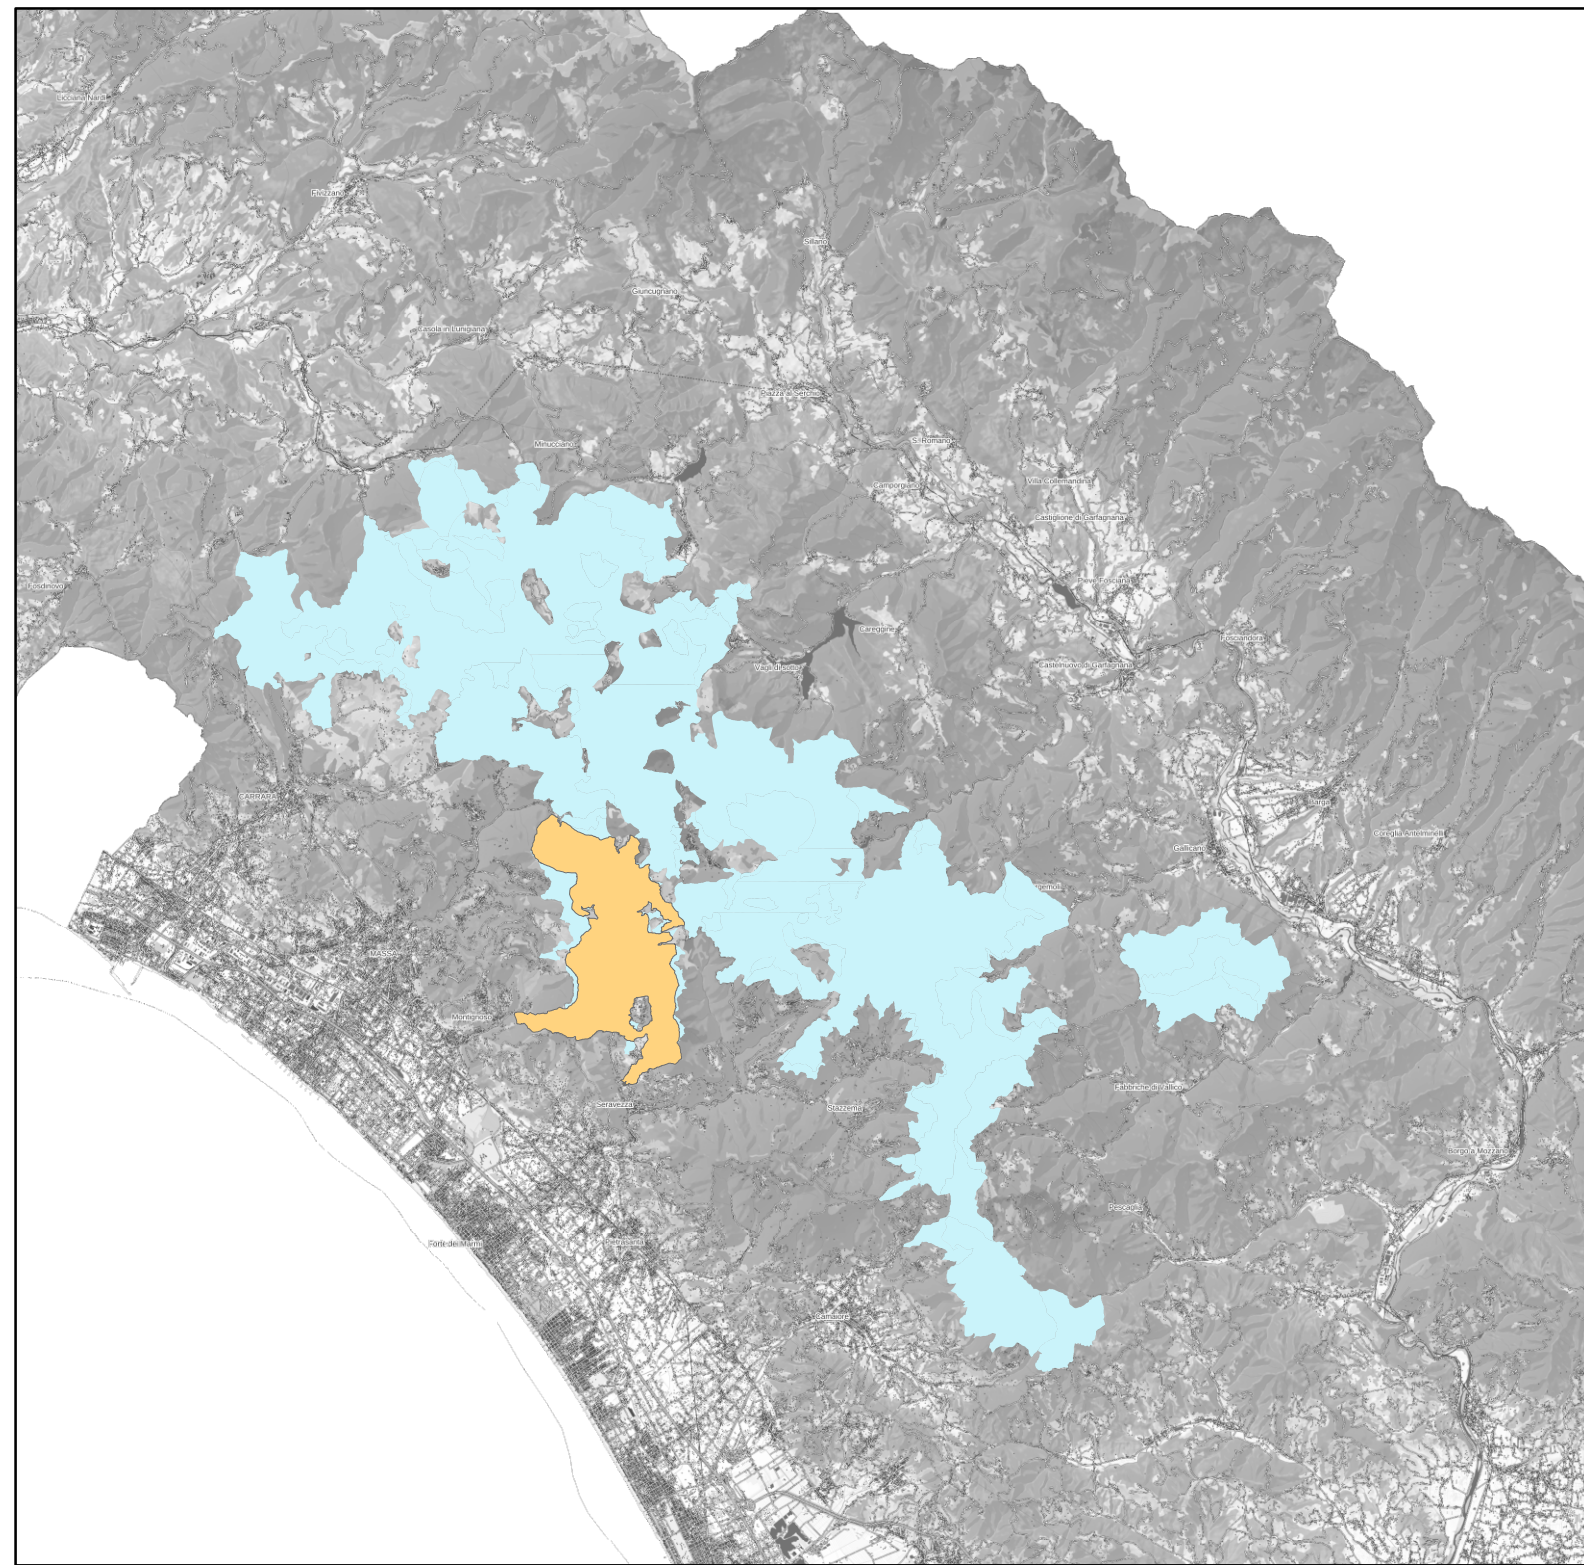 Licciana Nardi
Fivizzano
Sillano
Giuncugnano
Casola in Lunigiana
Piazza al Serchio
Minucciano
S. Romano
Camporgiano
Villa Collemandina
Castiglione di Garfagnana
Fosdinovo
Pieve Fosciana
Careggine
Fosciandora
Vagli di sotto
Castelnuovo di Garfagnana
CARRARA
Barga
Coreglia Antelminelli
Gallicano
MASSA
Montignoso
Fabbriche di Vallico
Seravezza
Stazzema
Borgo a Mozzano
Pescaglia
Forte dei Marmi
Pietrasanta
Camaiore